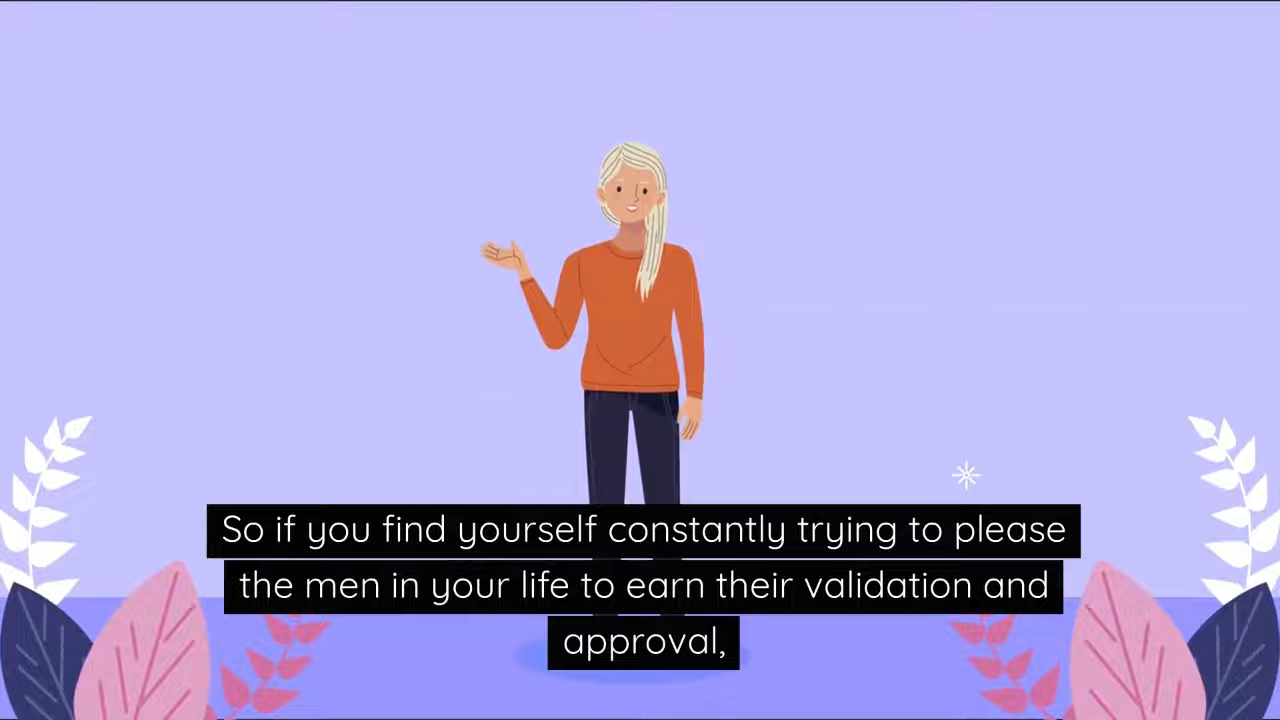 So if you find yourself constantly trying to please
the men in your life to earn their validation and
approval,